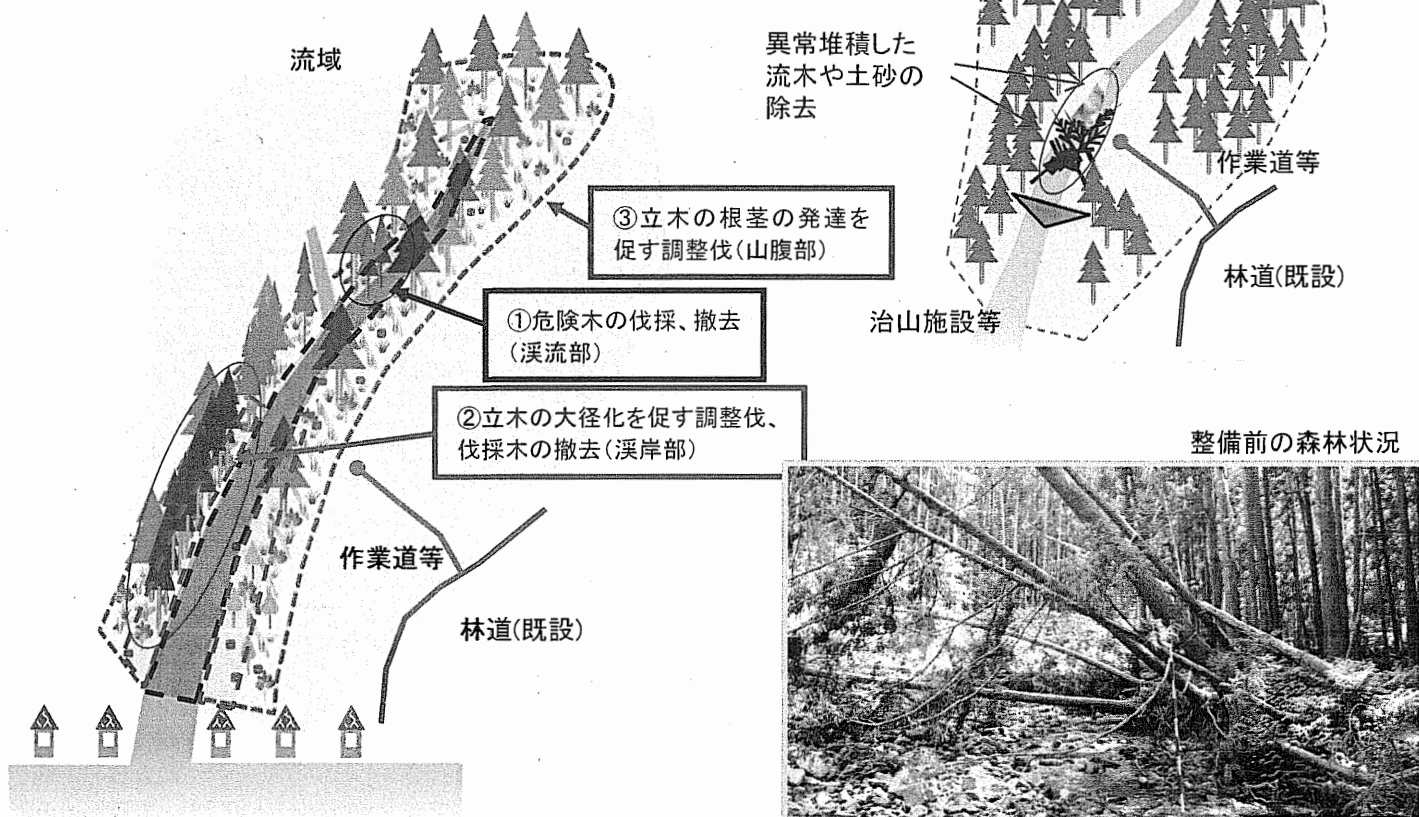 流域
③立木の根茎の発達を
促す調整伐(山腹部)
①危険木の伐採、撤去
(渓流部)
②立木の大径化を促す調整伐、
伐採木の撤去(渓岸部)
作業道等
林道(既設)
異常堆積した
流木や土砂の
除去
作業道等
林道(既設)
治山施設等
整備前の森林状況